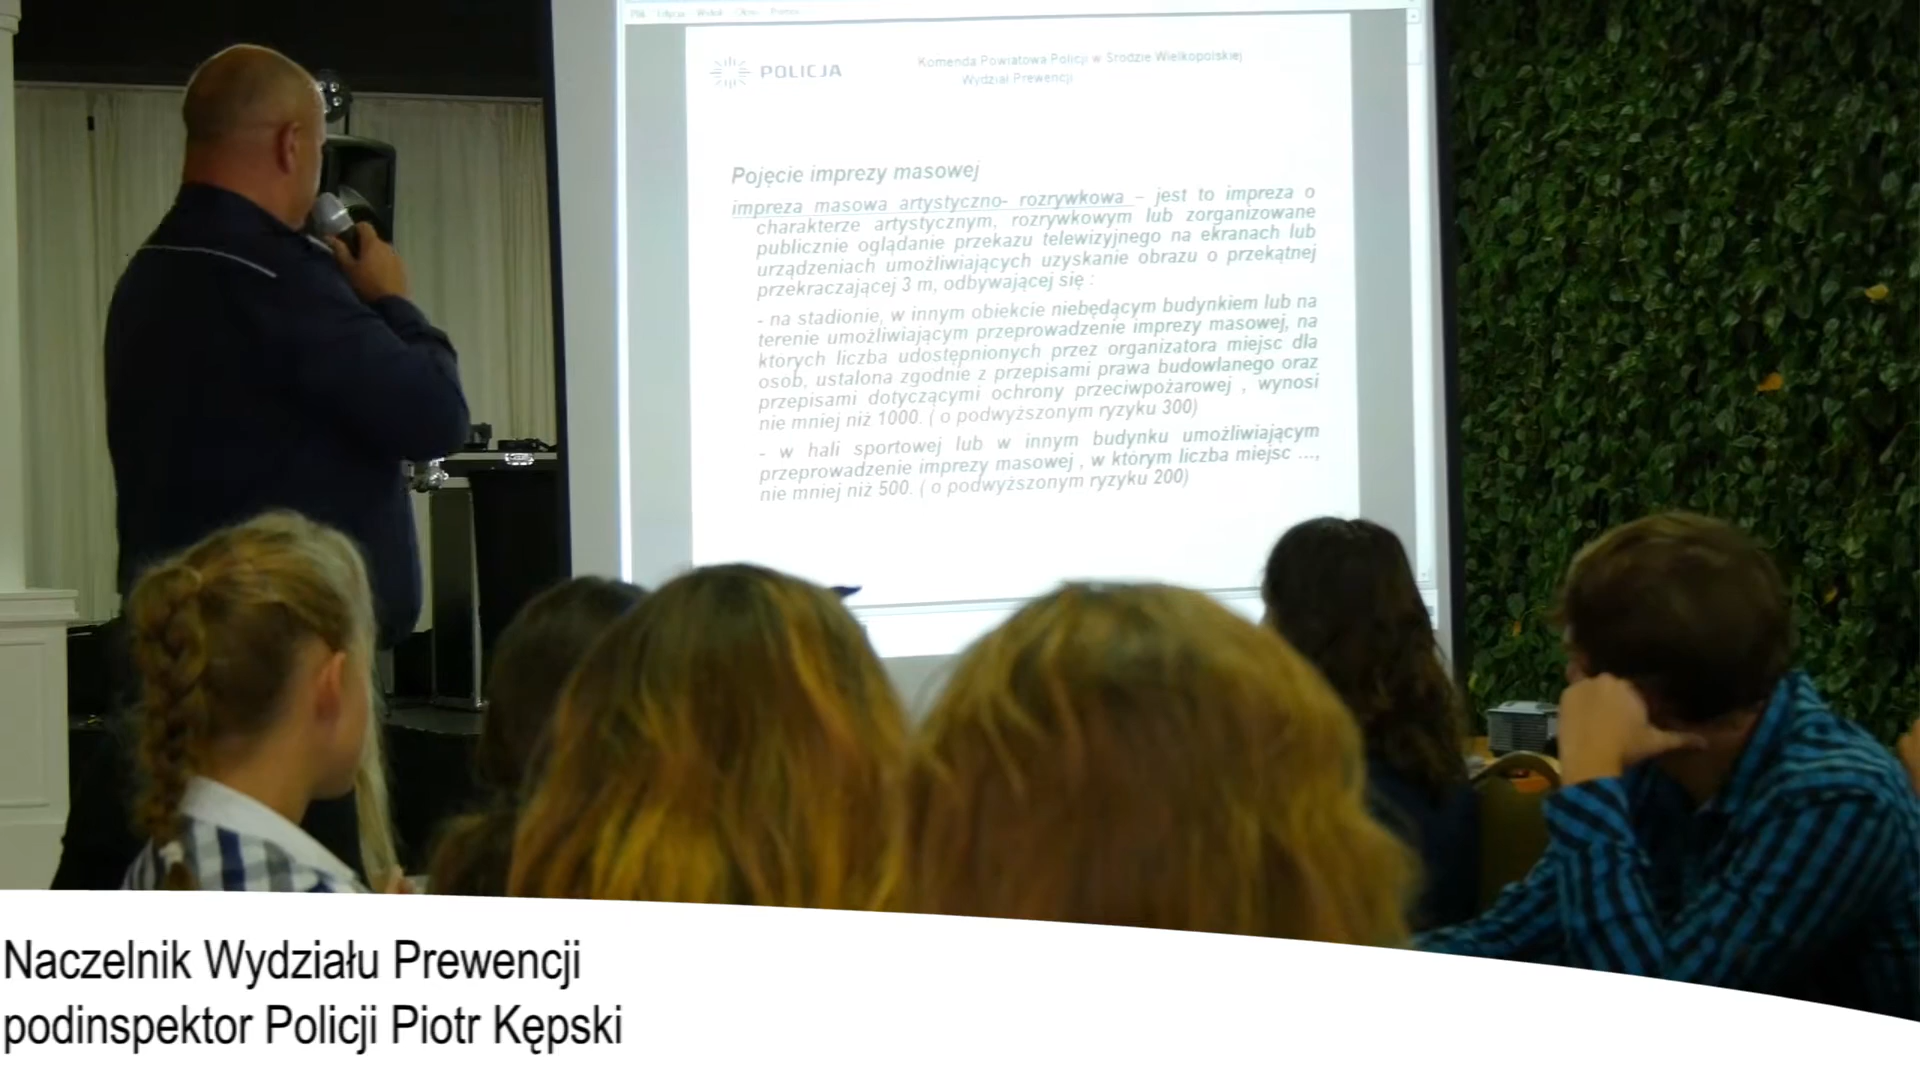 Plik Edycja Widok Okno Pomoc
POLICJA
Komenda Powiatowa Policji w Środzie Wielkopolskiej
Wydział Prewencji
Pojęcie imprezy masowej
impreza masowa artystyczno- rozrywkowa – jest to impreza o
charakterze artystycznym, rozrywkowym lub zorganizowane
publicznie oglądanie przekazu telewizyjnego na ekranach lub
urządzeniach umożliwiających uzyskanie obrazu o przekątnej
przekraczającej 3 m, odbywającej się :
- na stadionie, w innym obiekcie niebędącym budynkiem lub na
terenie umożliwiającym przeprowadzenie imprezy masowej, na
których liczba udostępnionych przez organizatora miejsc dla
osób, ustalona zgodnie z przepisami prawa budowlanego oraz
przepisami dotyczącymi ochrony przeciwpożarowej , wynosi
nie mniej niż 1000. ( o podwyższonym ryzyku 300)
- w hali sportowej lub w innym budynku umożliwiającym
przeprowadzenie imprezy masowej , w którym liczba miejsc ...,
nie mniej niż 500. ( o podwyższonym ryzyku 200)
Naczelnik Wydziału Prewencji
podinspektor Policji Piotr Kępski